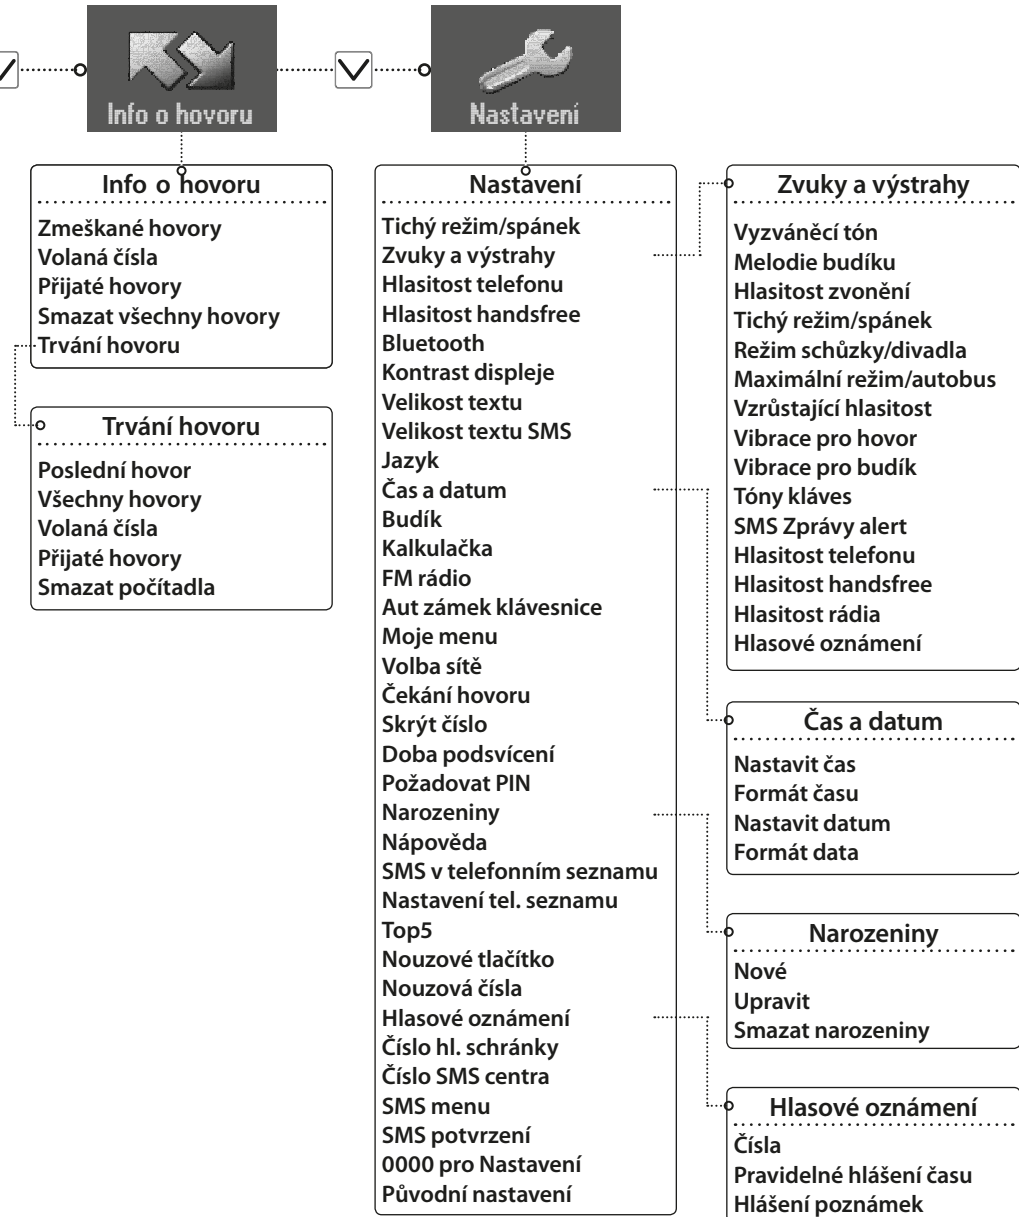 Info o hovoru
Nastavení
Info o hovoru
Zmeškané hovory
Volaná čísla
Přijaté hovory
Smazat všechny hovory
Trvání hovoru
Trvání hovoru
Poslední hovor
Všechny hovory
Volaná čísla
Přijaté hovory
Smazat počítadla
Nastavení
Tichý režim/spánek
Zvuky a výstrahy
Hlasitost telefonu
Hlasitost handsfree
Bluetooth
Kontrast displeje
Velikost textu
Velikost textu SMS
Jazyk
Čas a datum
Budík
Kalkulačka
FM rádio
Aut zámek klávesnice
Moje menu
Volba sítě
Čekání hovoru
Skrýt číslo
Doba podsvícení
Požadovat PIN
Narozeniny
Nápověda
SMS v telefonním seznamu
Nastavení tel. seznamu
Top5
Nouzové tlačítko
Nouzová čísla
Hlasové oznámení
Číslo hl. schránky
Číslo SMS centra
SMS menu
SMS potvrzení
0000 pro Nastavení
Původní nastavení
Zvuky a výstrahy
Vyzváněcí tón
Melodie budíku
Hlasitost zvonění
Tichý režim/spánek
Režim schůzky/divadla
Maximální režim/autobus
Vzrůstající hlasitost
Vibrace pro hovor
Vibrace pro budík
Tóny kláves
SMS Zprávy alert
Hlasitost telefonu
Hlasitost handsfree
Hlasitost rádia
Hlasové oznámení
Čas a datum
Nastavit čas
Formát času
Nastavit datum
Formát data
Narozeniny
Nové
Upravit
Smazat narozeniny
Hlasové oznámení
Čísla
Pravidelné hlášení času
Hlášení poznámek